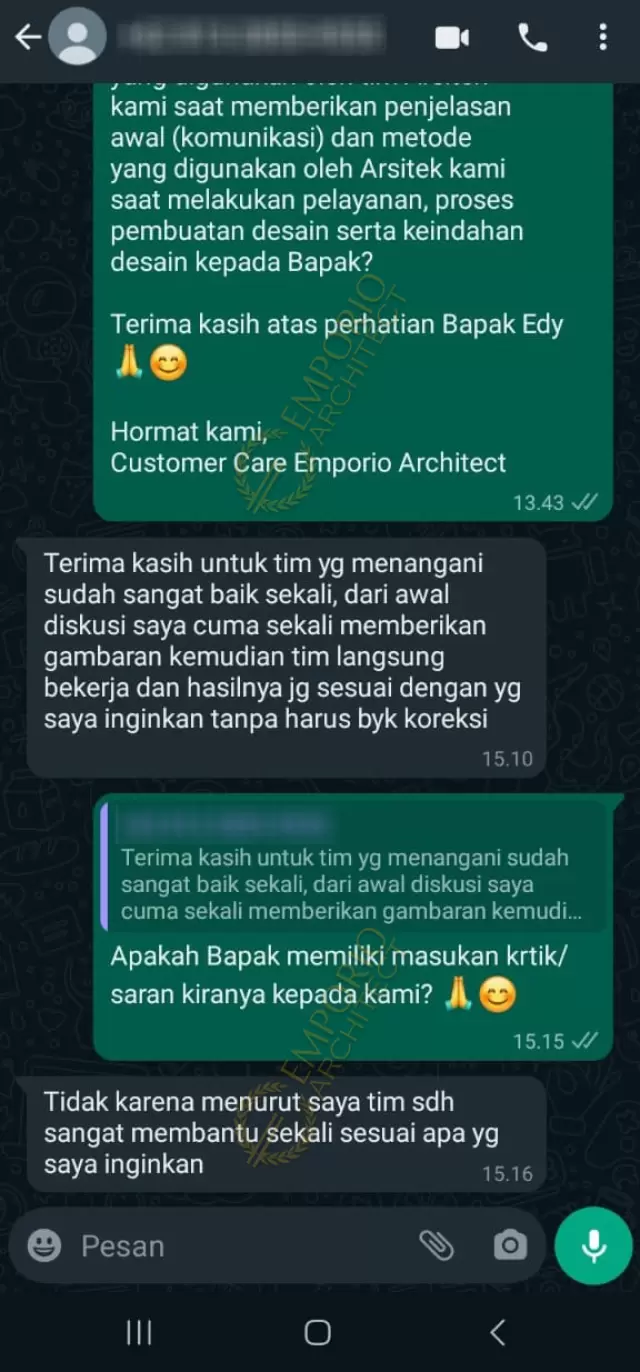 kami saat memberikan penjelasan
awal (komunikasi) dan metode
yang digunakan oleh Arsitek kami
saat melakukan pelayanan, proses
pembuatan desain serta keindahan
desain kepada Bapak?
Terima kasih atas perhatian Bapak Edy
🙏😊
Hormat kami,
Customer Care Emporio Architect
13.43
Terima kasih untuk tim yg menangani
sudah sangat baik sekali, dari awal
diskusi saya cuma sekali memberikan
gambaran kemudian tim langsung
bekerja dan hasilnya jg sesuai dengan yg
saya inginkan tanpa harus byk koreksi
15.10
Terima kasih untuk tim yg menangani sudah
sangat baik sekali, dari awal diskusi saya
cuma sekali memberikan gambaran kemudi...
Apakah Bapak memiliki masukan krtik/
saran kiranya kepada kami? 🙏😊
15.15
Tidak karena menurut saya tim sdh
sangat membantu sekali sesuai apa yg
saya inginkan
15.16
Pesan
EMPORIO
ARCHITECT
EMPORIO
ARCHITECT